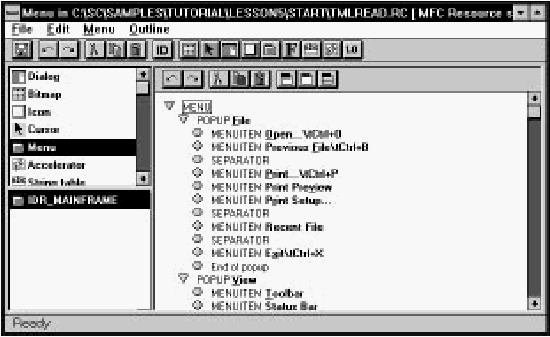 Menu in C:\SC\SAMPLES\TUTORIAL\LESSON5\START\TMLREAD.RC [ MFC Resource s
File Edit Menu Outline
ID F 1.0
Dialog
Bitmap
Icon
Cursor
Menu
Accelerator
String table
IDR_MAINFRAME
MENU
POPUP File
MENUITEM Open...\tCtrl+O
MENUITEM Previous File\tCtrl+B
SEPARATOR
MENUITEM Print...\tCtrl+P
MENUITEM Print Preview
MENUITEM Print Setup...
SEPARATOR
MENUITEM Recent File
SEPARATOR
MENUITEM Exit\tCtrl+X
End of popup
POPUP View
MENUITEM Toolbar
MENUITEM Status Bar
Ready